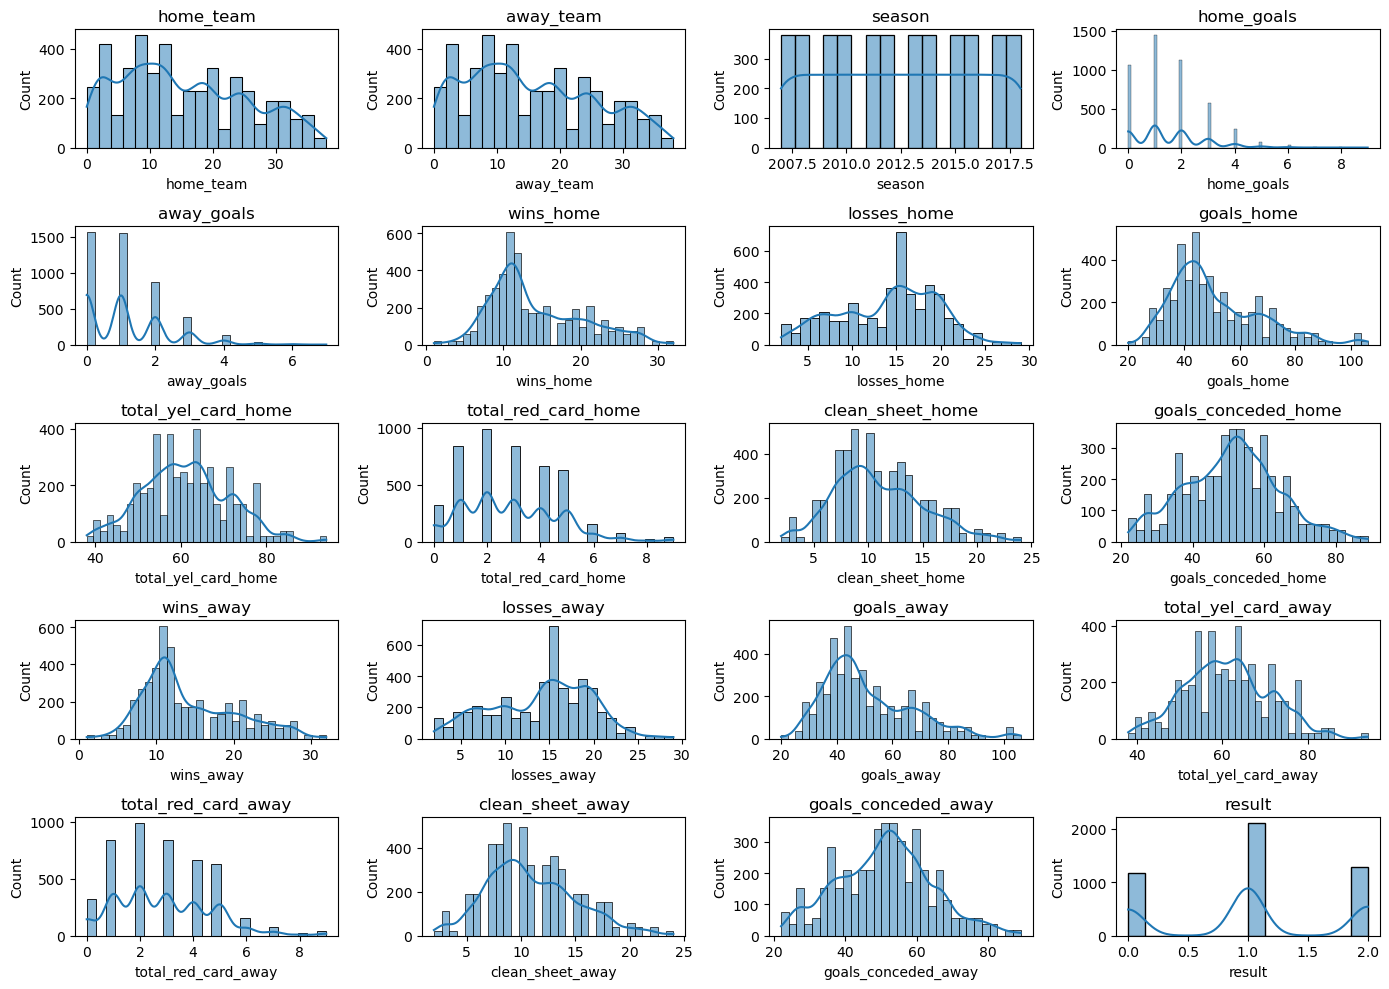 home_team away_team season home_goals
400 200 0 Count 0 10 20 30 home_team
400 200 0 Count 0 10 20 30 away_team
300 200 100 0 Count 2007.5 2010.0 2012.5 2015.0 2017.5 season
1500 1000 500 0 Count 0 2 4 6 8 home_goals
away_goals wins_home losses_home goals_home
1500 1000 500 0 Count 0 2 4 6 away_goals
600 400 200 0 Count 0 10 20 30 wins_home
600 400 200 0 Count 5 10 15 20 25 30 losses_home
400 200 0 Count 20 40 60 80 100 goals_home
total_yel_card_home total_red_card_home clean_sheet_home goals_conceded_home
400 200 0 Count 40 60 80 total_yel_card_home
1000 500 0 Count 0 2 4 6 8 total_red_card_home
400 200 0 Count 5 10 15 20 25 clean_sheet_home
300 200 100 0 Count 22 40 60 80 goals_conceded_home
wins_away losses_away goals_away total_yel_card_away
600 400 200 0 Count 0 10 20 30 wins_away
600 400 200 0 Count 5 10 15 20 25 30 losses_away
400 200 0 Count 20 40 60 80 100 goals_away
400 200 0 Count 40 60 80 total_yel_card_away
total_red_card_away clean_sheet_away goals_conceded_away result
1000 500 0 Count 0 2 4 6 8 total_red_card_away
400 200 0 Count 5 10 15 20 25 clean_sheet_away
300 200 100 0 Count 20 40 60 80 goals_conceded_away
2000 1000 0 Count 0.0 0.5 1.0 1.5 2.0 result